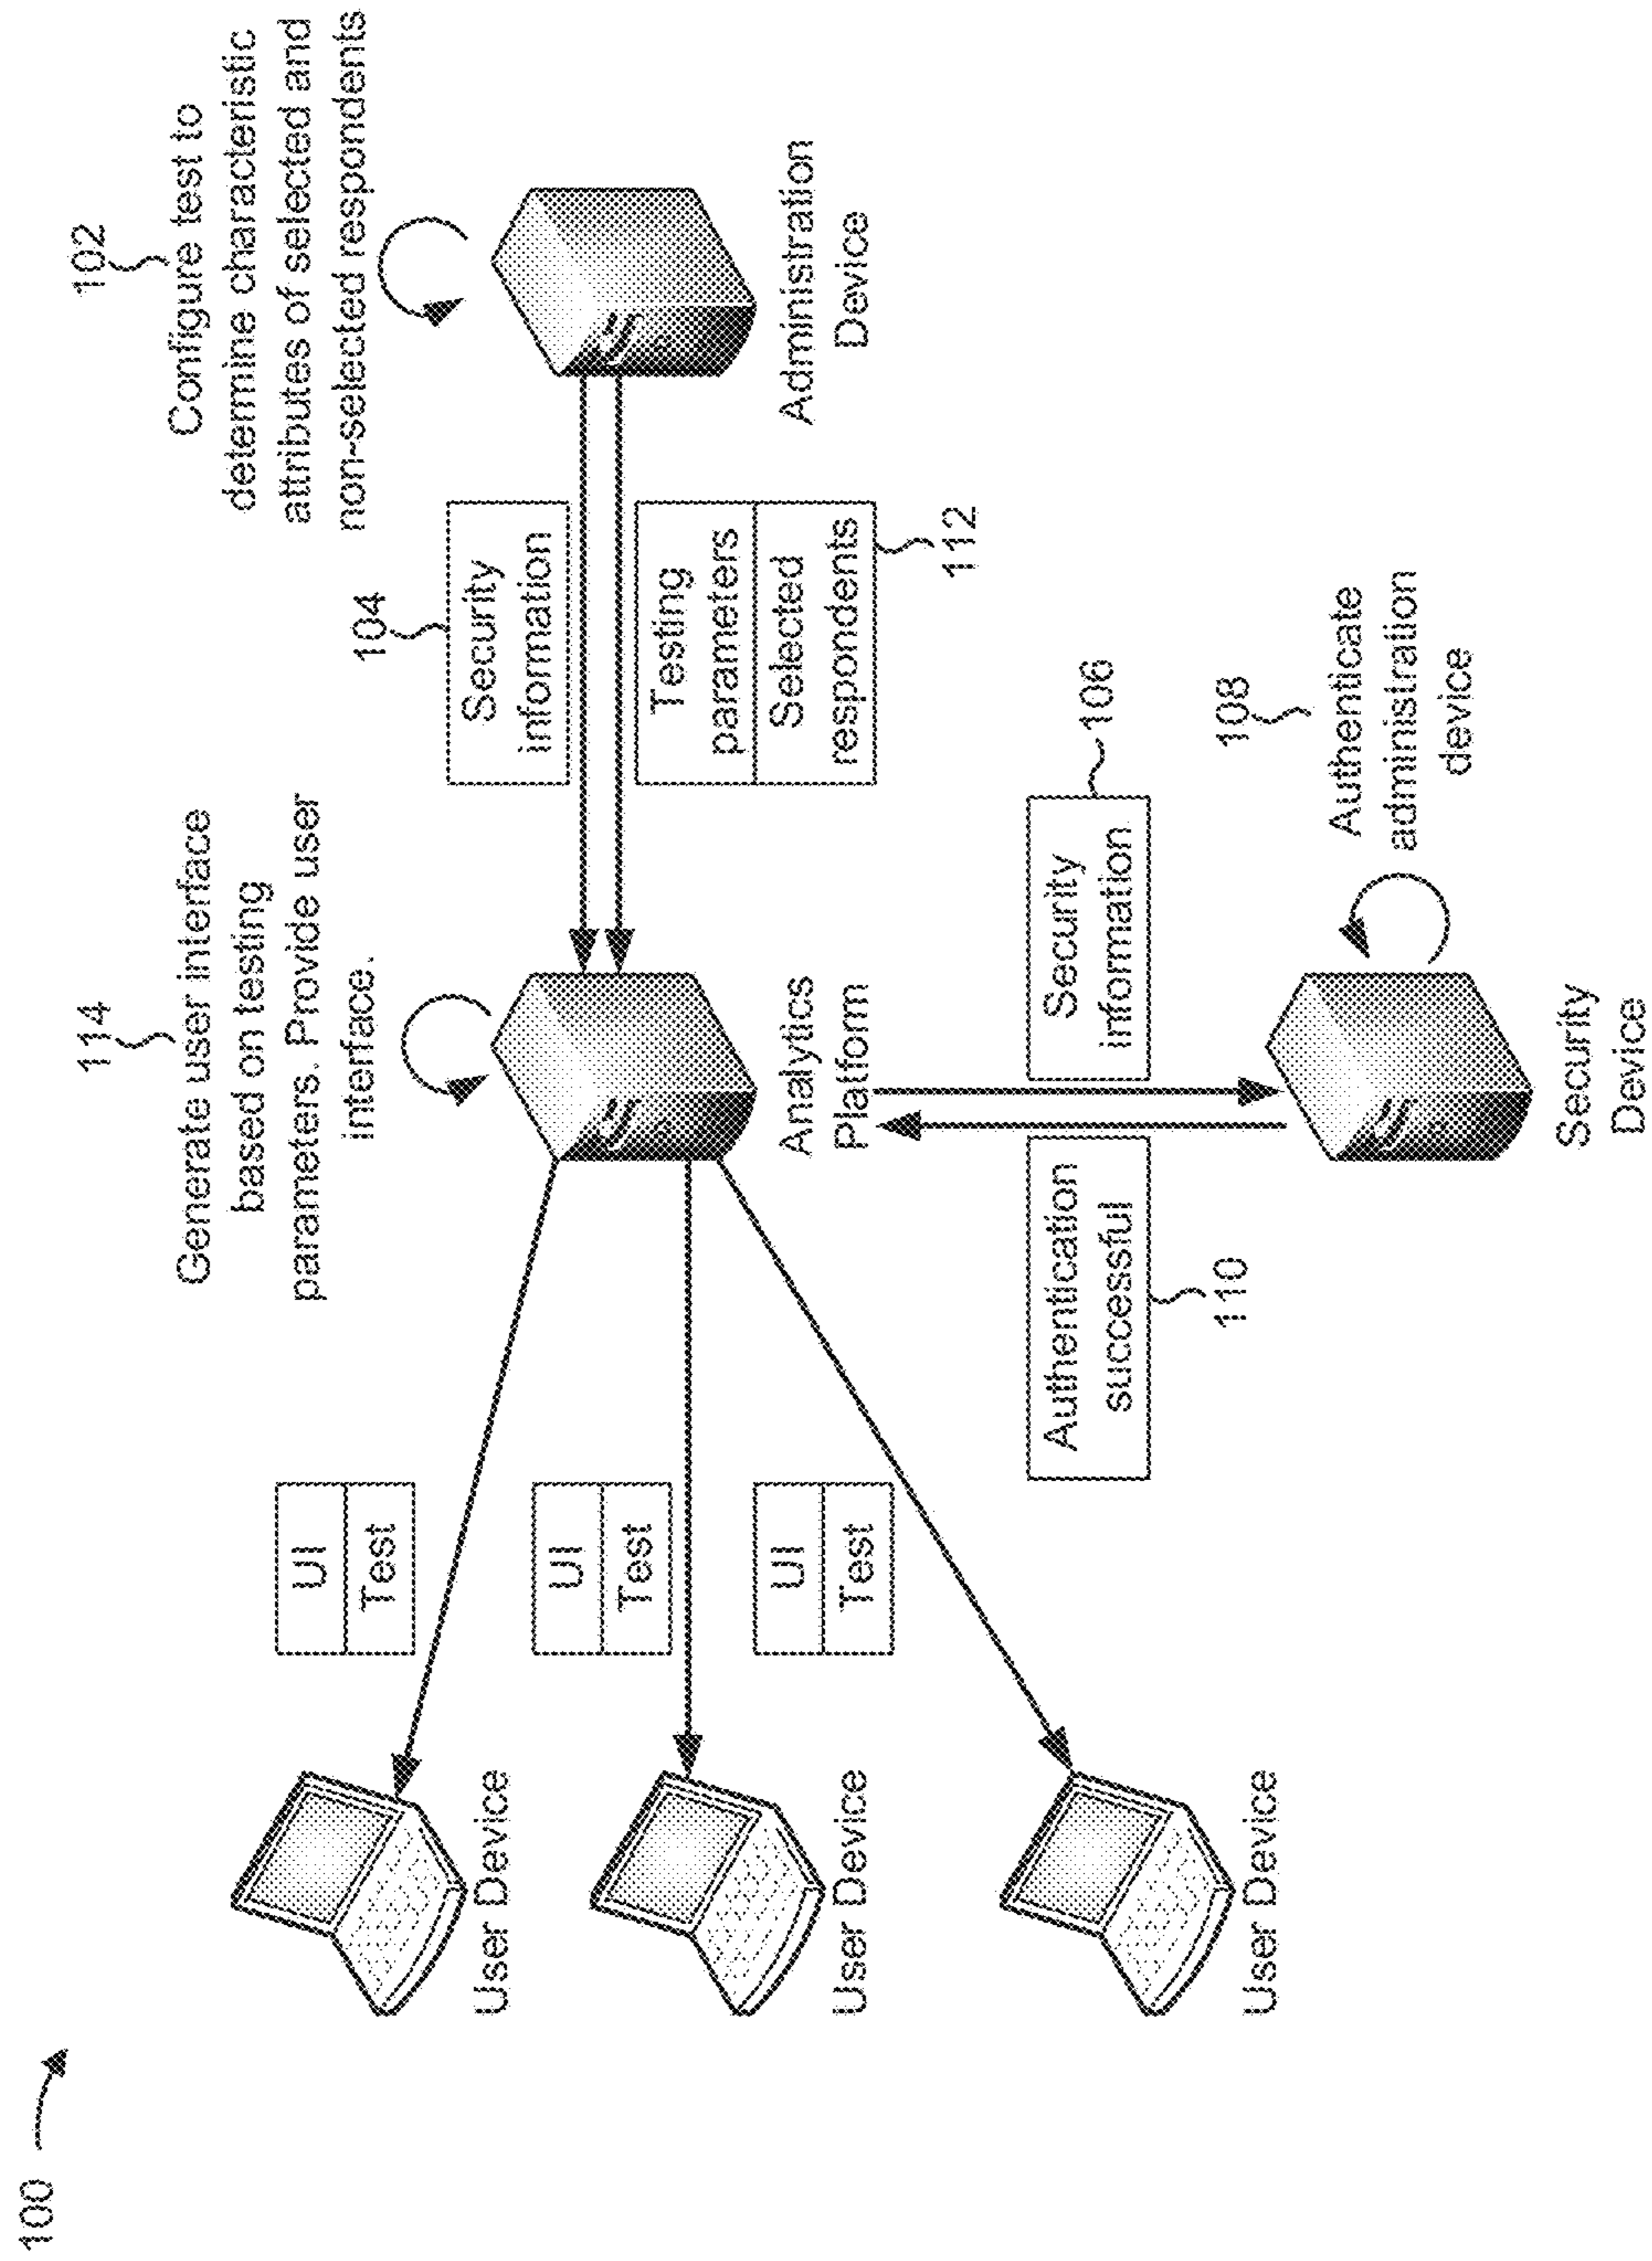 100
102
Configure test to
determine characteristic
attributes of selected and
non-selected respondents
114
Generate user interface
based on testing
parameters. Provide user
interface.
104
Security
information
Testing
parameters
Selected
respondents
112
Administration
Device
Analytics
Platform
UI
Test
User Device
UI
Test
User Device
UI
Test
User Device
106
Security
information
Authentication
successful
110
108
Authenticate
administration
device
Security
Device